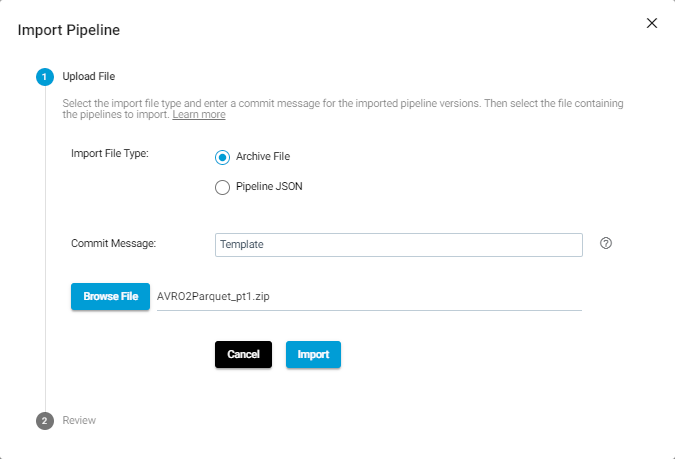 Import Pipeline
1 Upload File
Select the import file type and enter a commit message for the imported pipeline versions. Then select the file containing
the pipelines to import. Learn more
Import File Type: Archive File
Pipeline JSON
Commit Message: Template ?
Browse File AVRO2Parquet_pt1.zip
Cancel Import
2 Review